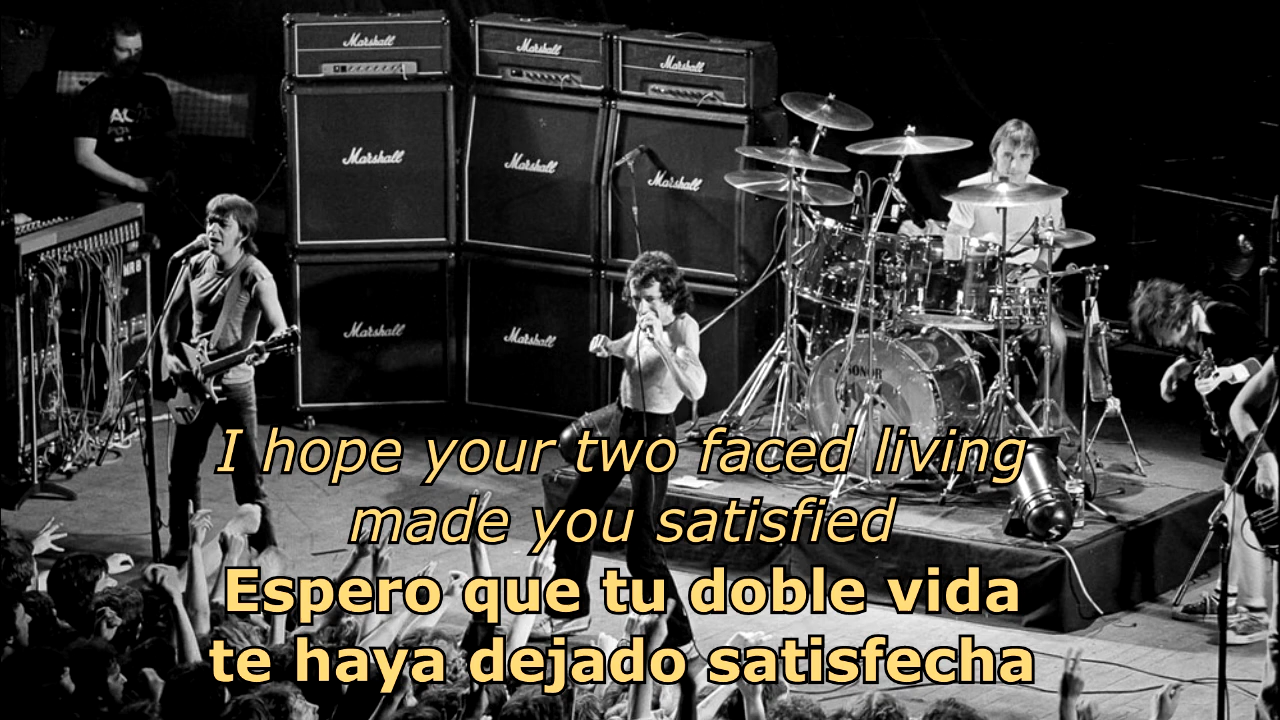 Marshall
Marshall
Marshall
Marshall
Marshall
Marshall
Marshall
Marshall
SONOR
I hope your two faced living
made you satisfied
Espero que tu doble vida
te haya dejado satisfecha